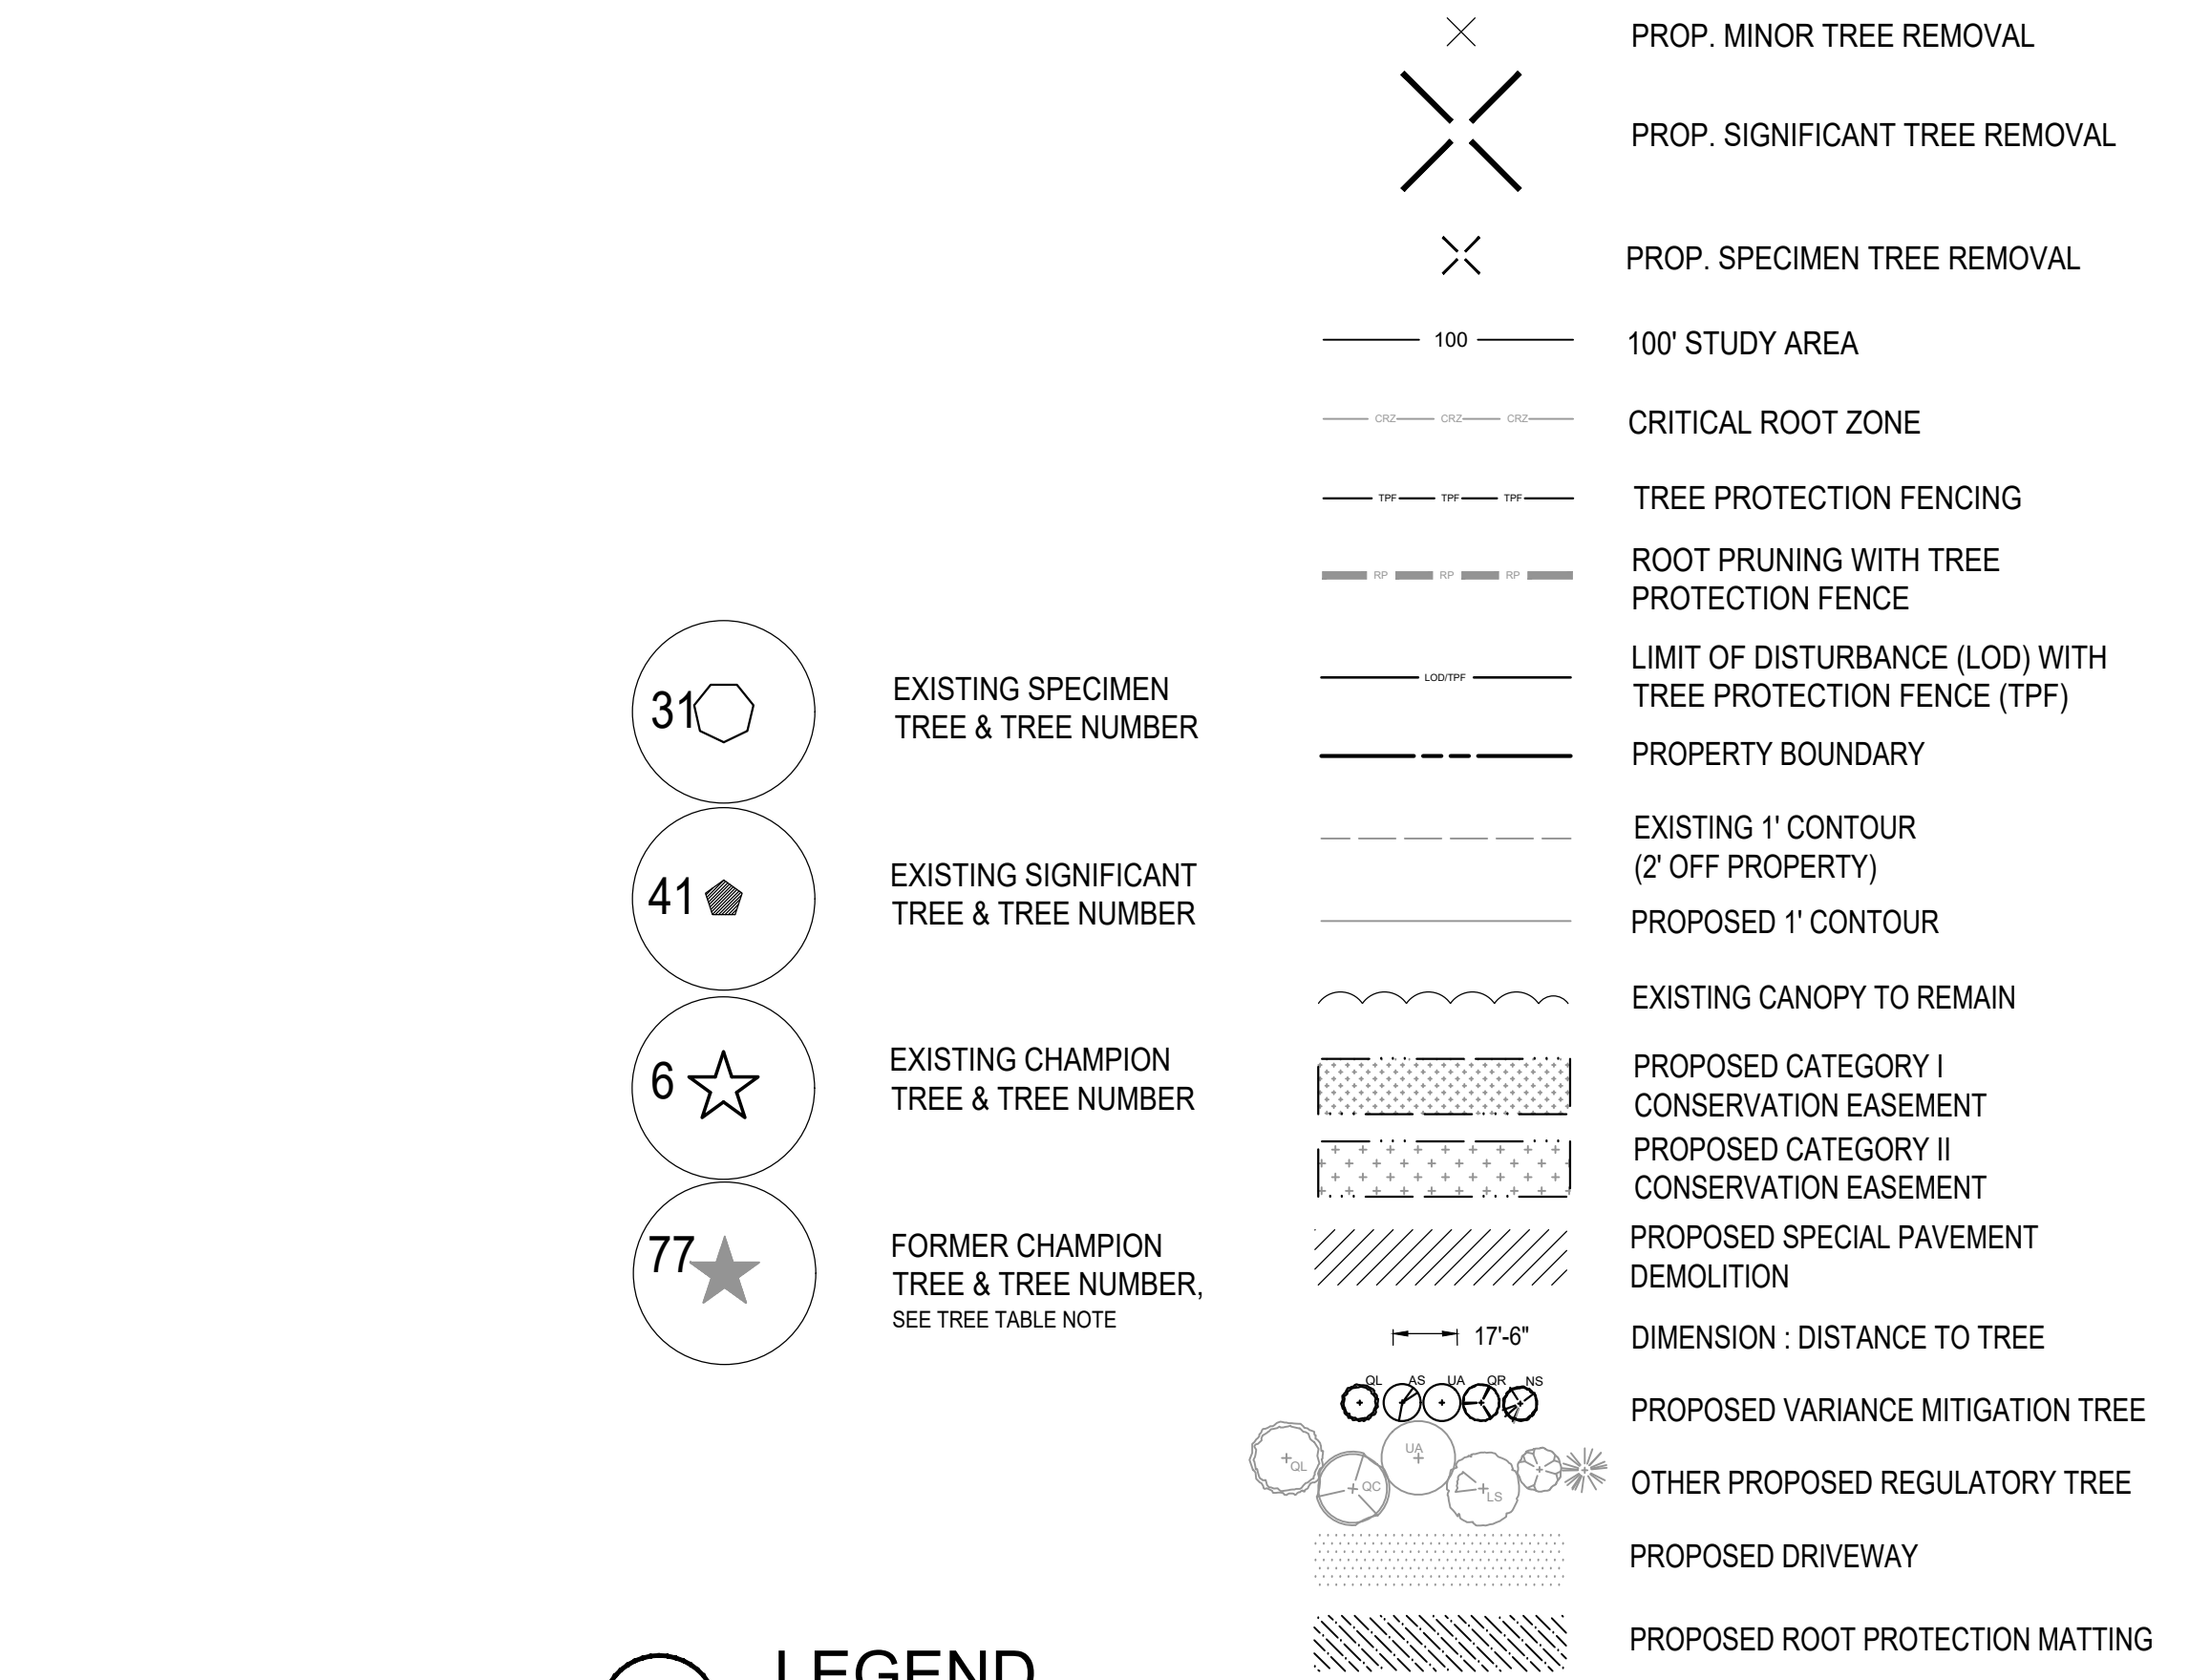 31
EXISTING SPECIMEN
TREE & TREE NUMBER
41
EXISTING SIGNIFICANT
TREE & TREE NUMBER
6
EXISTING CHAMPION
TREE & TREE NUMBER
77
FORMER CHAMPION
TREE & TREE NUMBER,
SEE TREE TABLE NOTE
PROP. MINOR TREE REMOVAL
PROP. SIGNIFICANT TREE REMOVAL
PROP. SPECIMEN TREE REMOVAL
100
100' STUDY AREA
CRZ CRZ CRZ
CRITICAL ROOT ZONE
TPF TPF TPF
TREE PROTECTION FENCING
RP RP RP
ROOT PRUNING WITH TREE
PROTECTION FENCE
LOD/TPF
LIMIT OF DISTURBANCE (LOD) WITH
TREE PROTECTION FENCE (TPF)
PROPERTY BOUNDARY
EXISTING 1' CONTOUR
(2' OFF PROPERTY)
PROPOSED 1' CONTOUR
EXISTING CANOPY TO REMAIN
PROPOSED CATEGORY I
CONSERVATION EASEMENT
PROPOSED CATEGORY II
CONSERVATION EASEMENT
PROPOSED SPECIAL PAVEMENT
DEMOLITION
17'-6"
DIMENSION : DISTANCE TO TREE
QL AS UA QR NS
PROPOSED VARIANCE MITIGATION TREE
QL QC UA LS
OTHER PROPOSED REGULATORY TREE
PROPOSED DRIVEWAY
PROPOSED ROOT PROTECTION MATTING
LEGEND